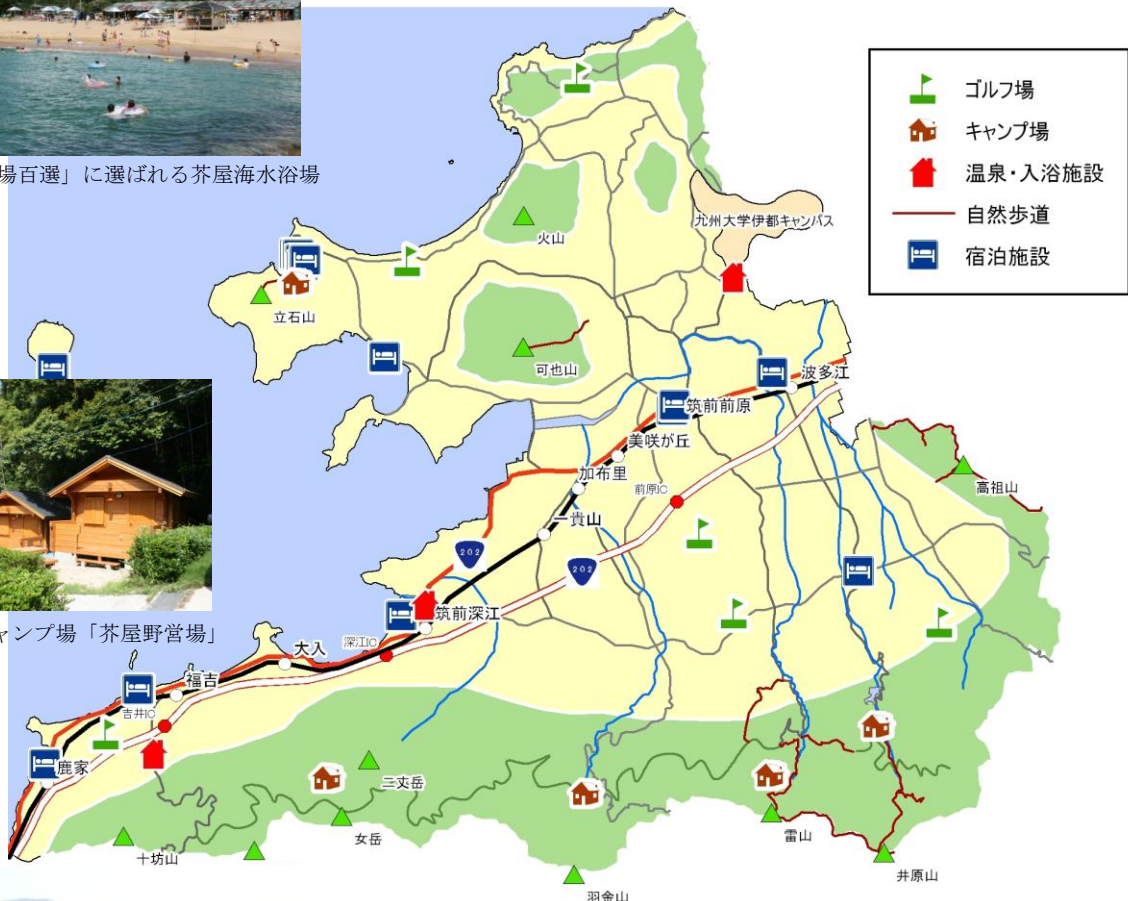 場百選」に選ばれる芥屋海水浴場
ゴルフ場
キャンプ場
温泉・入浴施設
自然歩道
宿泊施設
九州大学伊都キャンパス
火山
立石山
可也山
波多江
筑前前原
美咲が丘
加布里
前原IC
一貴山
高祖山
202
202
筑前深江
ャンプ場「芥屋野営場」
深江IC
大入
福吉
吉井IC
鹿家
二丈岳
女岳
十坊山
雷山
井原山
羽金山